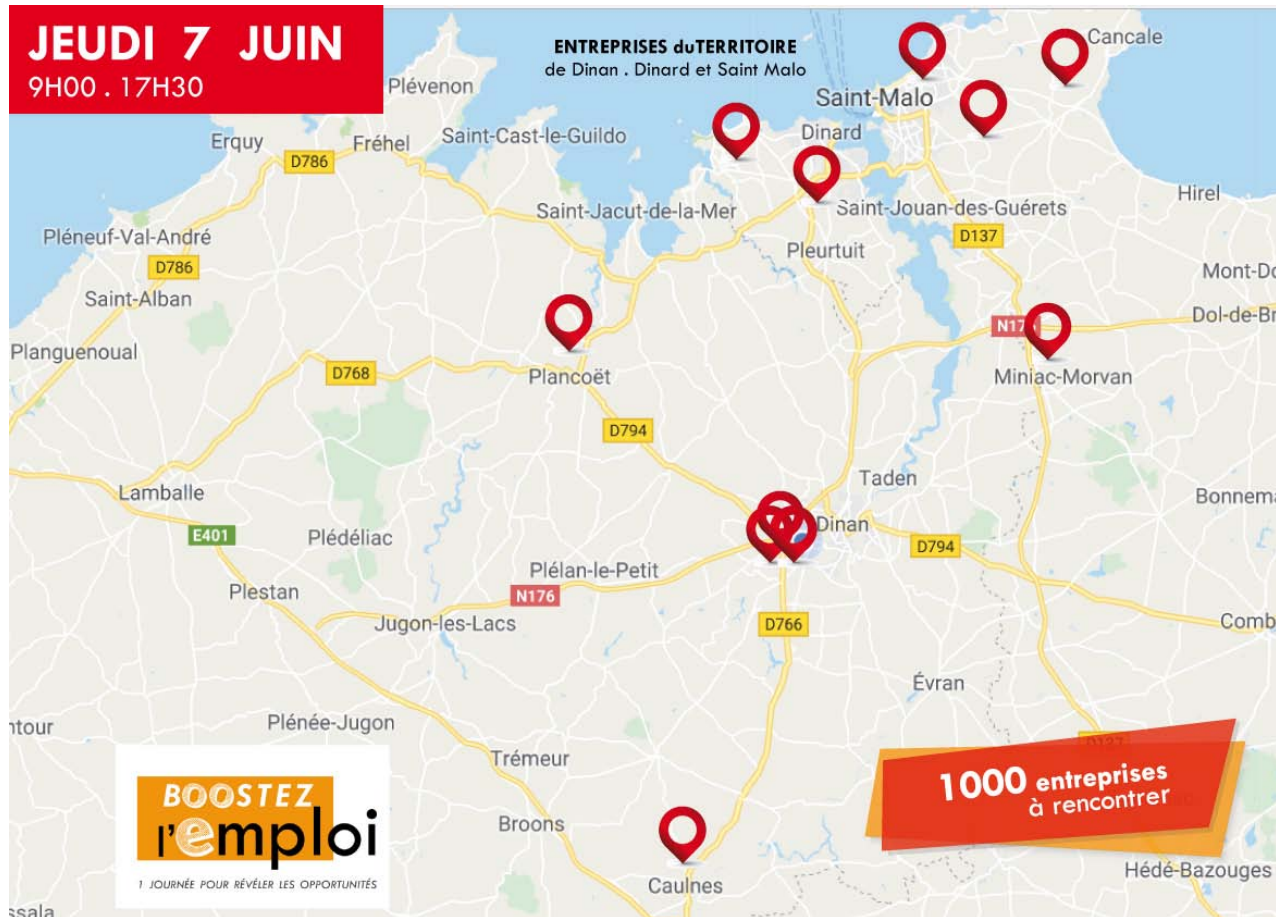 JEUDI 7 JUIN
9H00 . 17H30
ENTREPRISES duTERRITOIRE
de Dinan . Dinard et Saint Malo
Cancale
Plévenon
Saint-Malo
Erquy
Fréhel
Saint-Cast-le-Guildo
Dinard
D786
Hirel
Saint-Jacut-de-la-Mer
Saint-Jouan-des-Guérets
Pléneuf-Val-André
D137
Pleurtuit
D786
Mont-Do
Saint-Alban
Dol-de-Br
N17
Planguenoual
D768
Plancoët
Miniac-Morvan
D794
Taden
Lamballe
Bonnema
Dinan
E401
Plédéliac
D794
Plélan-le-Petit
Plestan
N176
Jugon-les-Lacs
D766
Comb
Évran
Plénée-Jugon
ntour
D137
Trémeur
1000 entreprises
à rencontrer
BOOSTEZ
l'emploi
1 JOURNÉE POUR RÉVÉLER LES OPPORTUNITÉS
Broons
Hédé-Bazouges
Caulnes
ssala